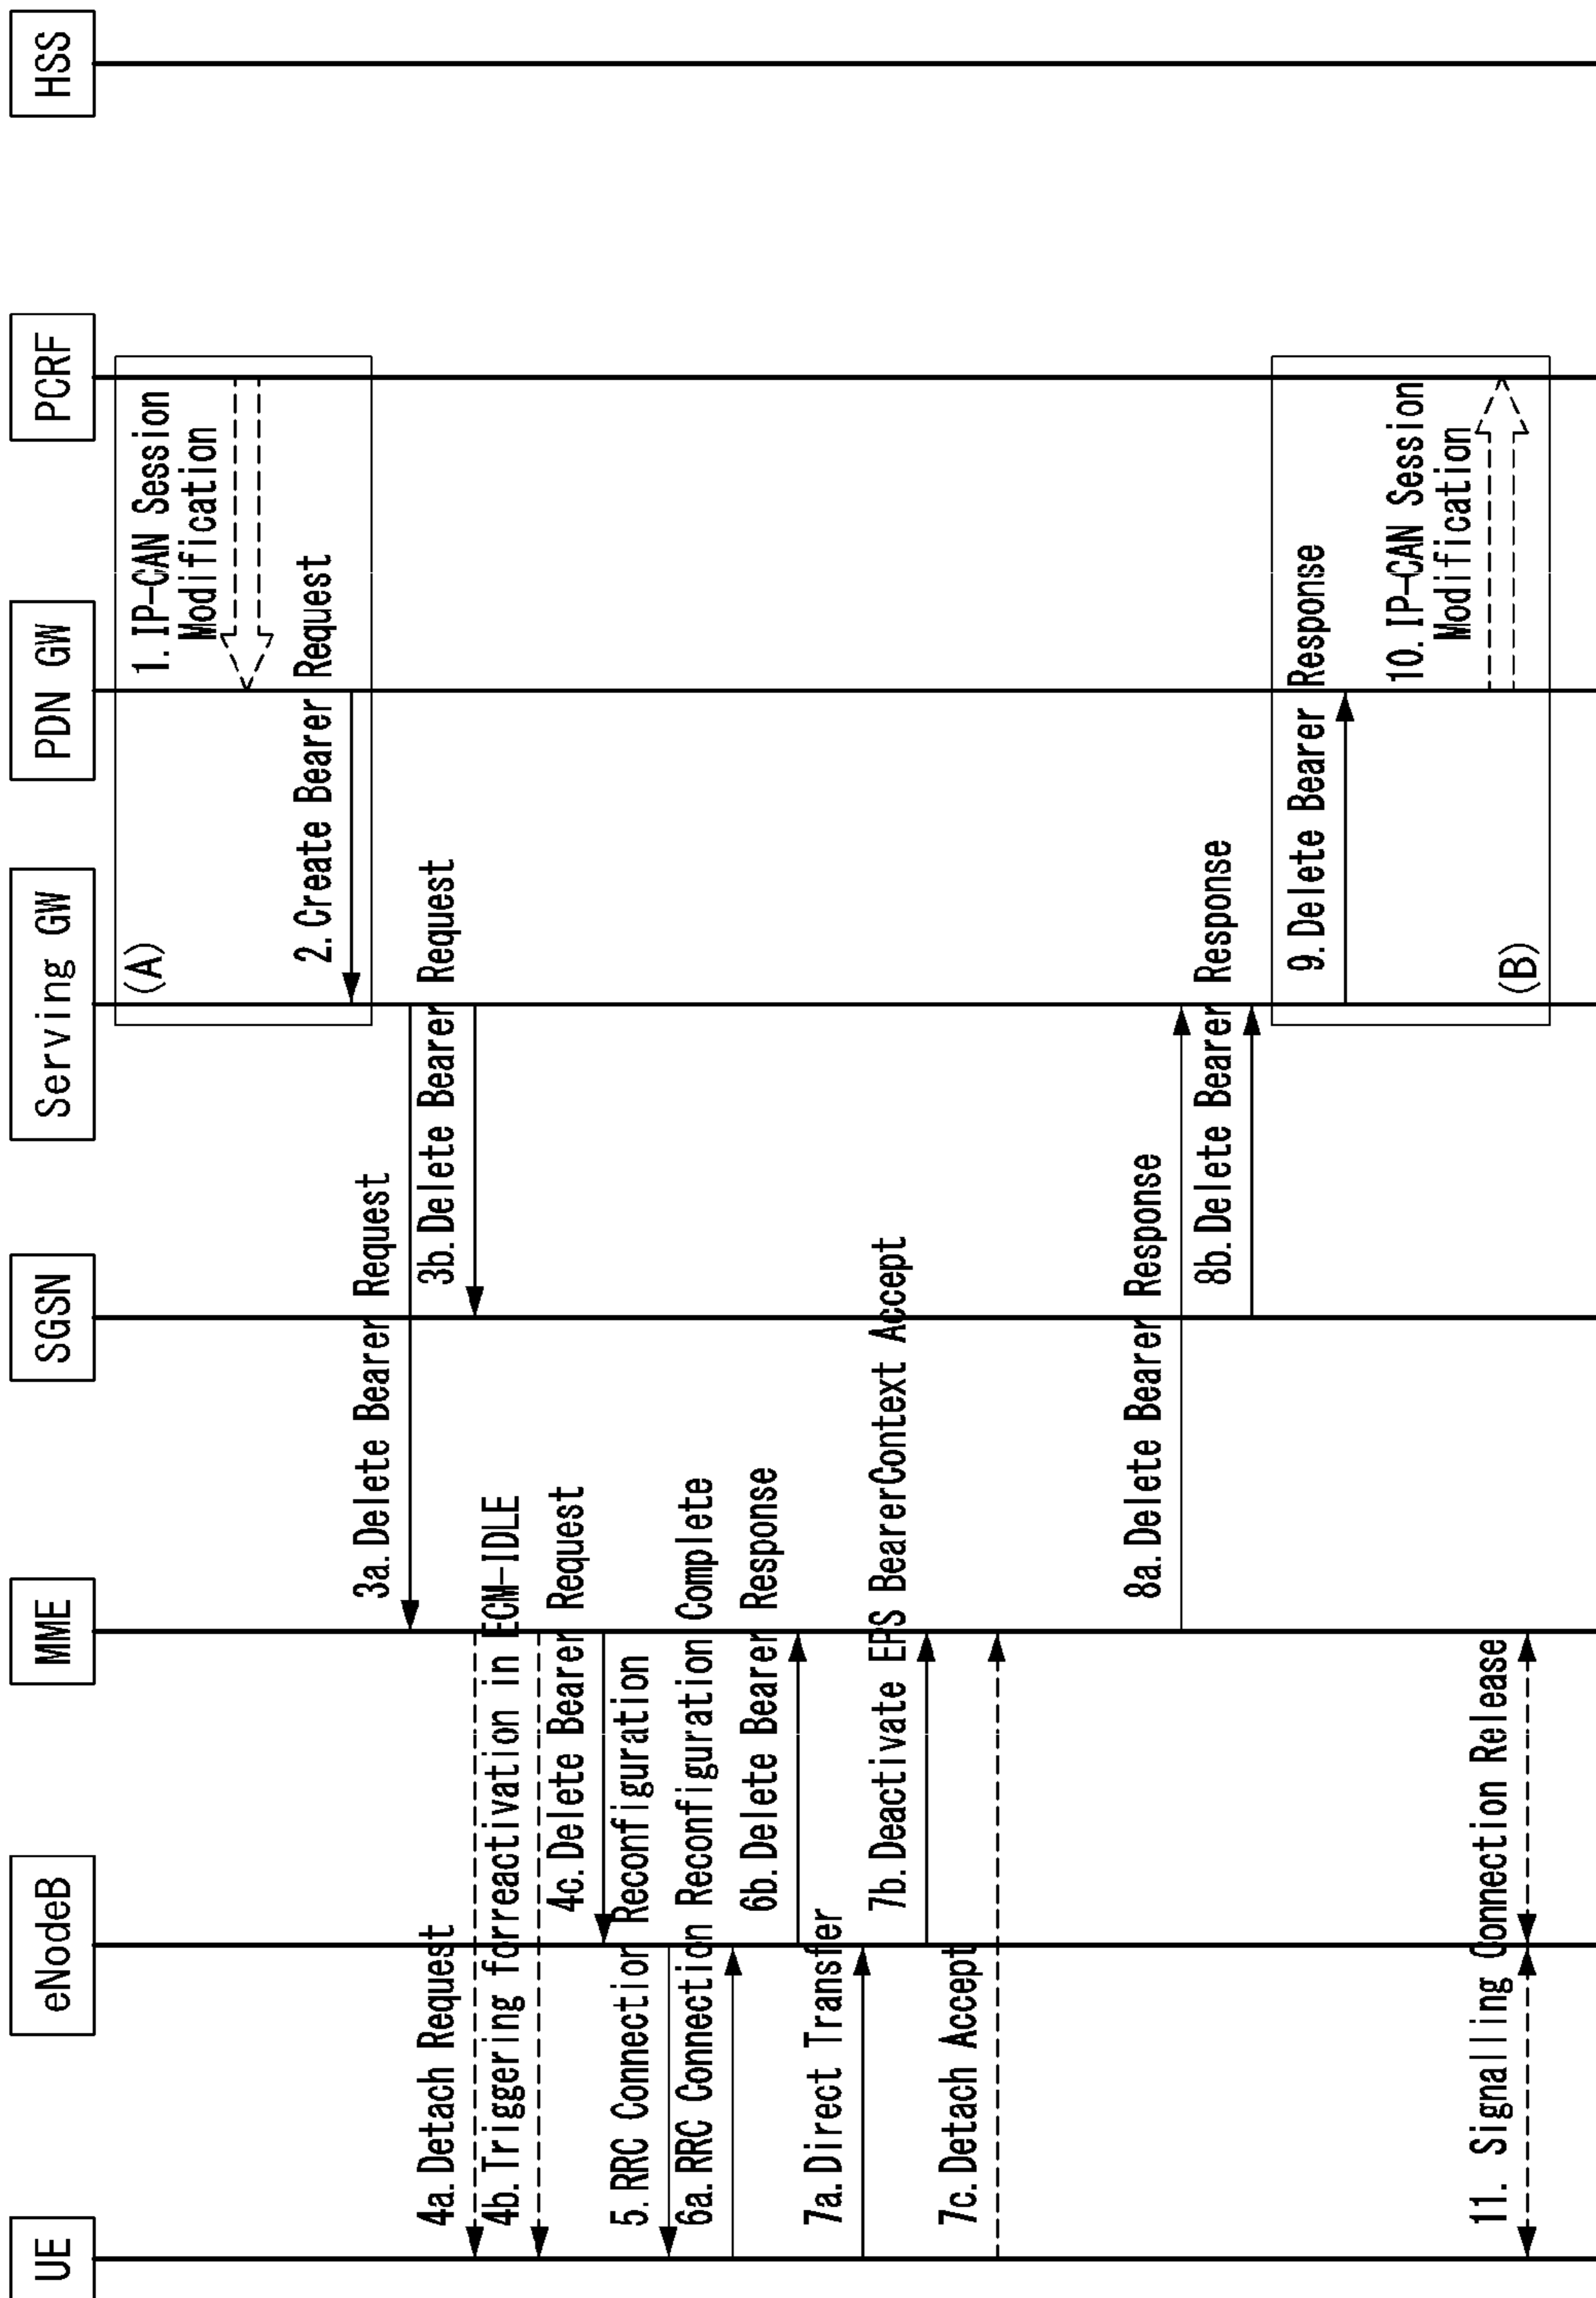 UE
eNodeB
MME
SGSN
Serving GW
PDN GW
PCRF
HSS
(A)
1. IP-CAN Session
Modification
2. Create Bearer Request
3a. Delete Bearer Request
3b. Delete Bearer Request
4a. Detach Request
4b. Triggering forreactivation in ECM-IDLE
4c. Delete Bearer Request
5. RRC Connection Reconfiguration
6a. RRC Connection Reconfiguration Complete
6b. Delete Bearer Response
7a. Direct Transfer
7b. Deactivate EPS BearerContext Accept
7c. Detach Accept
8a. Delete Bearer Response
8b. Delete Bearer Response
9. Delete Bearer Response
10. IP-CAN Session
Modification
(B)
11. Signalling Connection Release